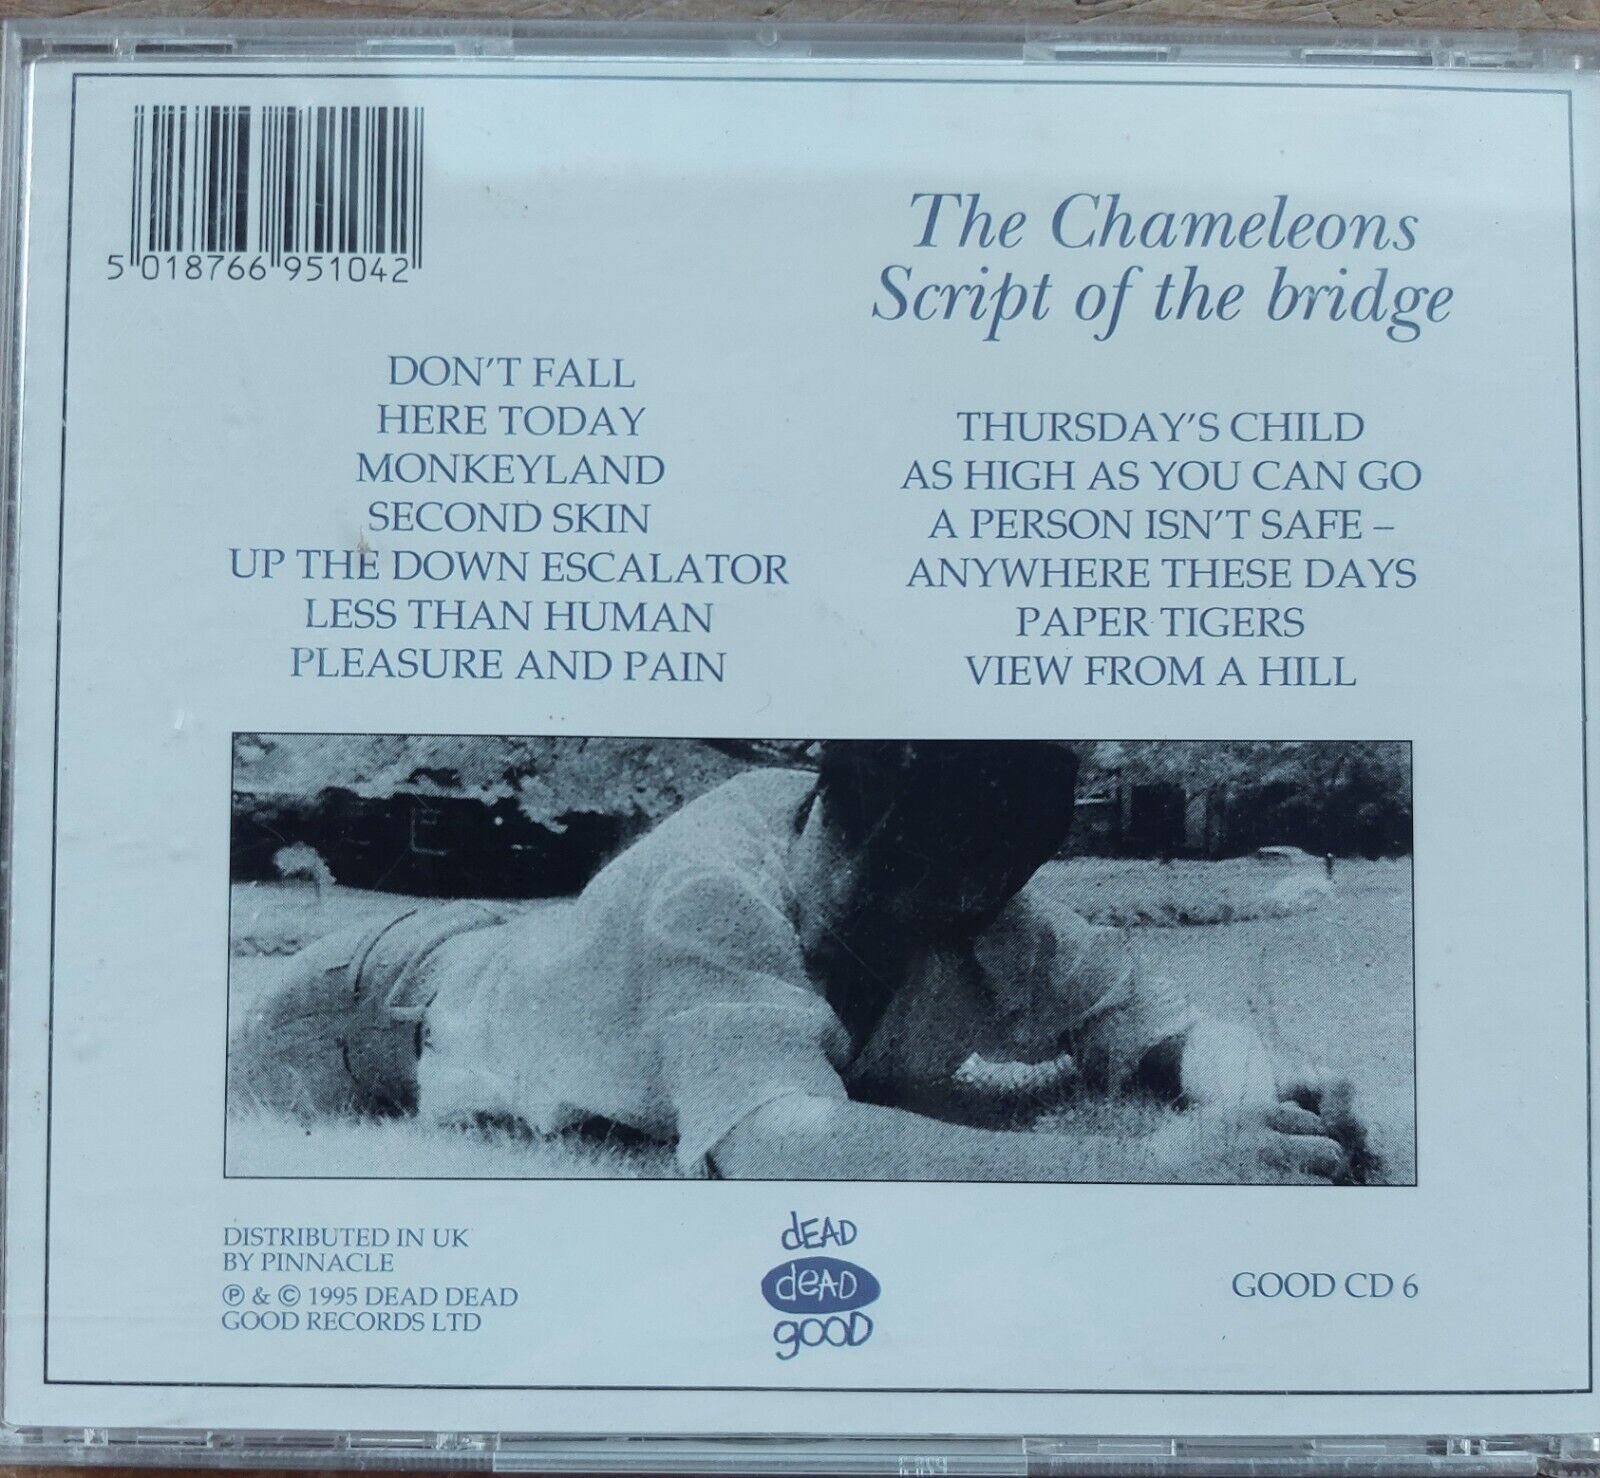 5 018766 951042
The Chameleons
Script of the bridge
DON'T FALL
HERE TODAY
MONKEYLAND
SECOND SKIN
UP THE DOWN ESCALATOR
LESS THAN HUMAN
PLEASURE AND PAIN
THURSDAY'S CHILD
AS HIGH AS YOU CAN GO
A PERSON ISN'T SAFE –
ANYWHERE THESE DAYS
PAPER TIGERS
VIEW FROM A HILL
DISTRIBUTED IN UK
BY PINNACLE
℗ & © 1995 DEAD DEAD
GOOD RECORDS LTD
dEAD
deAD
gOOD
GOOD CD 6